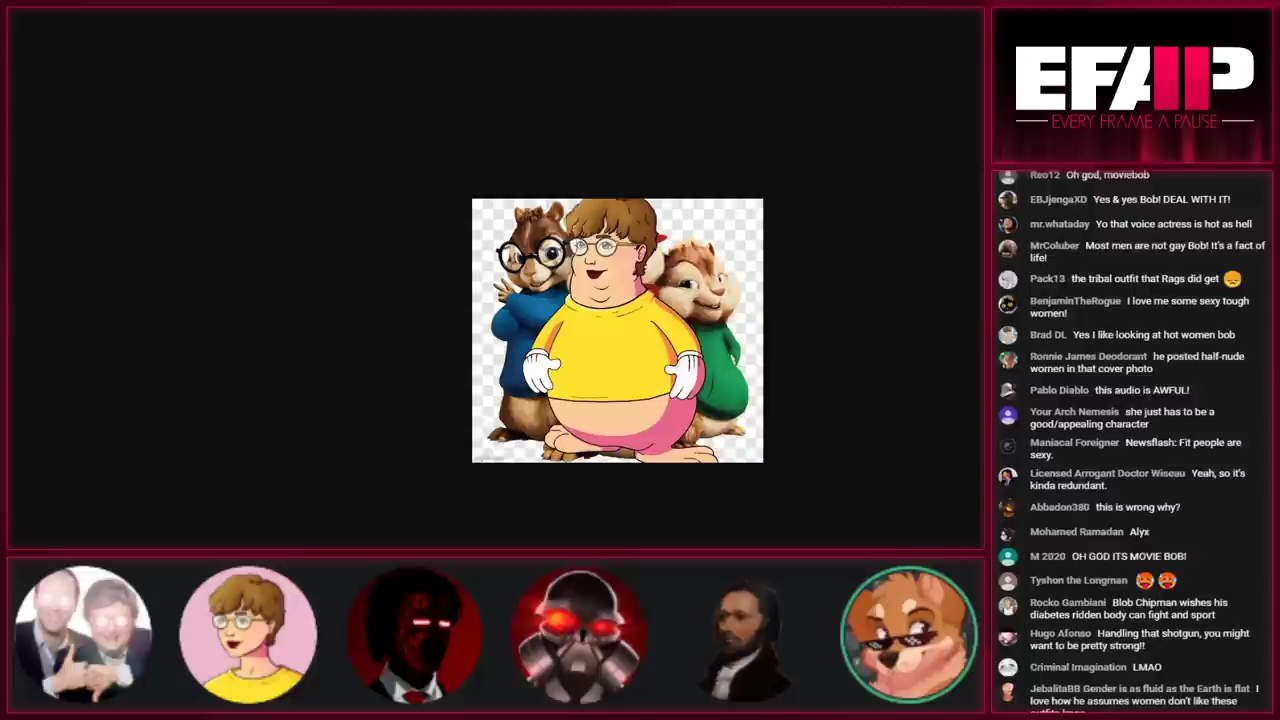 EFAP
EVERY FRAME A PAUSE
Reo12 Oh god, moviebob
EBJjengaXD Yes & yes Bob! DEAL WITH IT!
mr.whataday Yo that voice actress is hot as hell
MrColuber Most men are not gay Bob! It's a fact of
life!
Pack13 the tribal outfit that Rags did get 😞
BenjaminTheRogue I love me some sexy tough
women!
Brad DL Yes I like looking at hot women bob
Ronnie James Deodorant he posted half-nude
women in that cover photo
Pablo Diablo this audio is AWFUL!
Your Arch Nemesis she just has to be a
good/appealing character
Maniacal Foreigner Newsflash: Fit people are
sexy.
Licensed Arrogant Doctor Wiseau Yeah, so it's
kinda redundant.
Abbadon380 this is wrong why?
Mohamed Ramadan Alyx
M 2020 OH GOD ITS MOVIE BOB!
Tyshon the Longman 🥵 🥵
Rocko Gambiani Blob Chipman wishes his
diabetes ridden body can fight and sport
Hugo Afonso Handling that shotgun, you might
want to be pretty strong!!
Criminal Imagination LMAO
JebalitaBB Gender is as fluid as the Earth is flat I
love how he assumes women don't like these